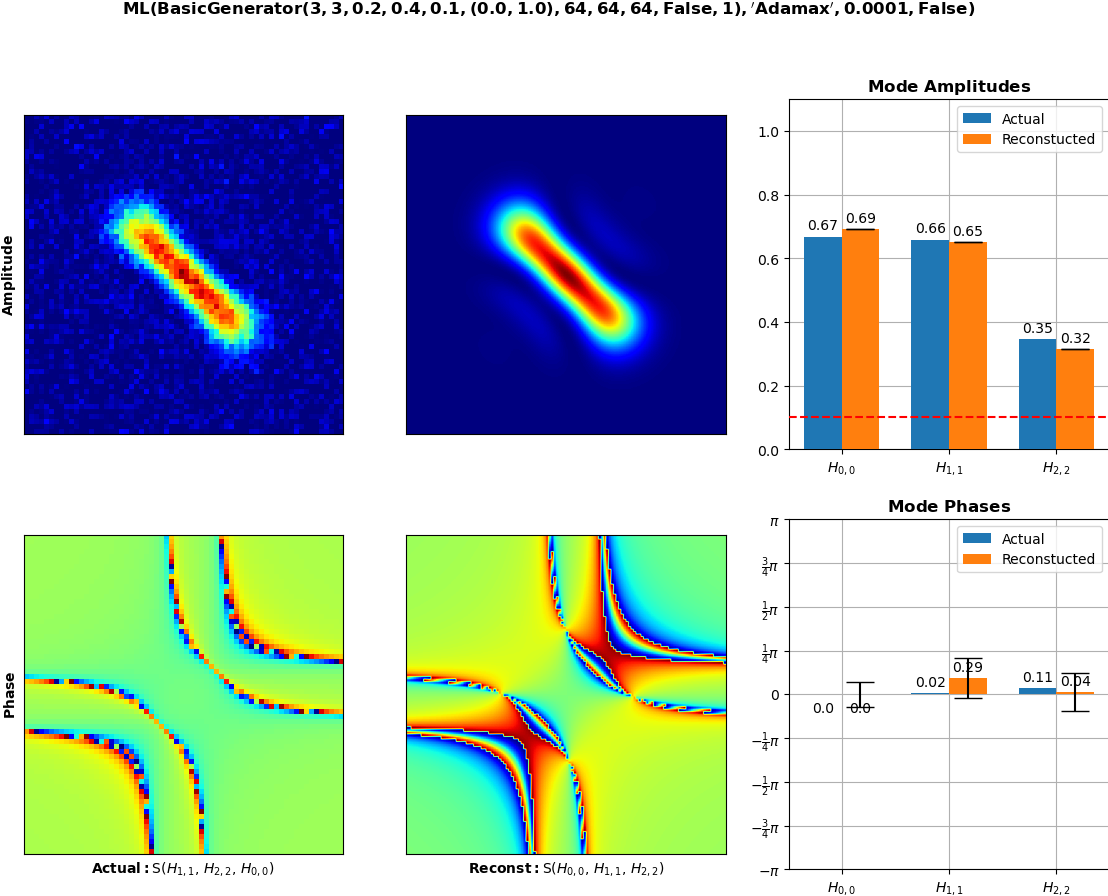 ML(BasicGenerator(3, 3, 0.2, 0.4, 0.1, (0.0, 1.0), 64, 64, 64, False, 1), ′Adamax′, 0.0001, False)
Amplitude
Mode Amplitudes
Actual
Reconstucted
1.0
0.8
0.6
0.4
0.2
0.0
0.67 0.69
0.66 0.65
0.35 0.32
H0,0 H1,1 H2,2
Phase
Actual: S(H1,1, H2,2, H0,0)
Reconst: S(H0,0, H1,1, H2,2)
Mode Phases
Actual
Reconstucted
π
3/4π
1/2π
1/4π
0
−1/4π
−1/2π
−3/4π
−π
0.0 0.0
0.02 0.29
0.11 0.04
H0,0 H1,1 H2,2